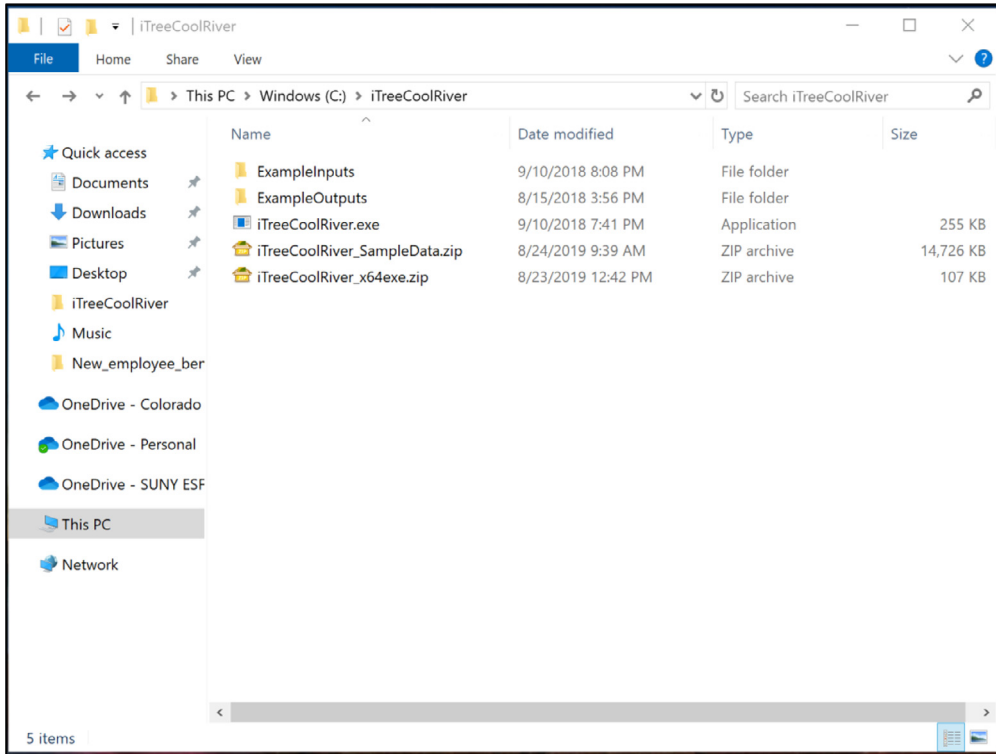 iTreeCoolRiver
File Home Share View
This PC > Windows (C:) > iTreeCoolRiver
Search iTreeCoolRiver
Name Date modified Type Size
Quick access
Documents
Downloads
Pictures
Desktop
iTreeCoolRiver
Music
New_employee_ber
OneDrive - Colorado
OneDrive - Personal
OneDrive - SUNY ESF
This PC
Network
ExampleInputs 9/10/2018 8:08 PM File folder
ExampleOutputs 8/15/2018 3:56 PM File folder
iTreeCoolRiver.exe 9/10/2018 7:41 PM Application 255 KB
iTreeCoolRiver_SampleData.zip 8/24/2019 9:39 AM ZIP archive 14,726 KB
iTreeCoolRiver_x64exe.zip 8/23/2019 12:42 PM ZIP archive 107 KB
5 items